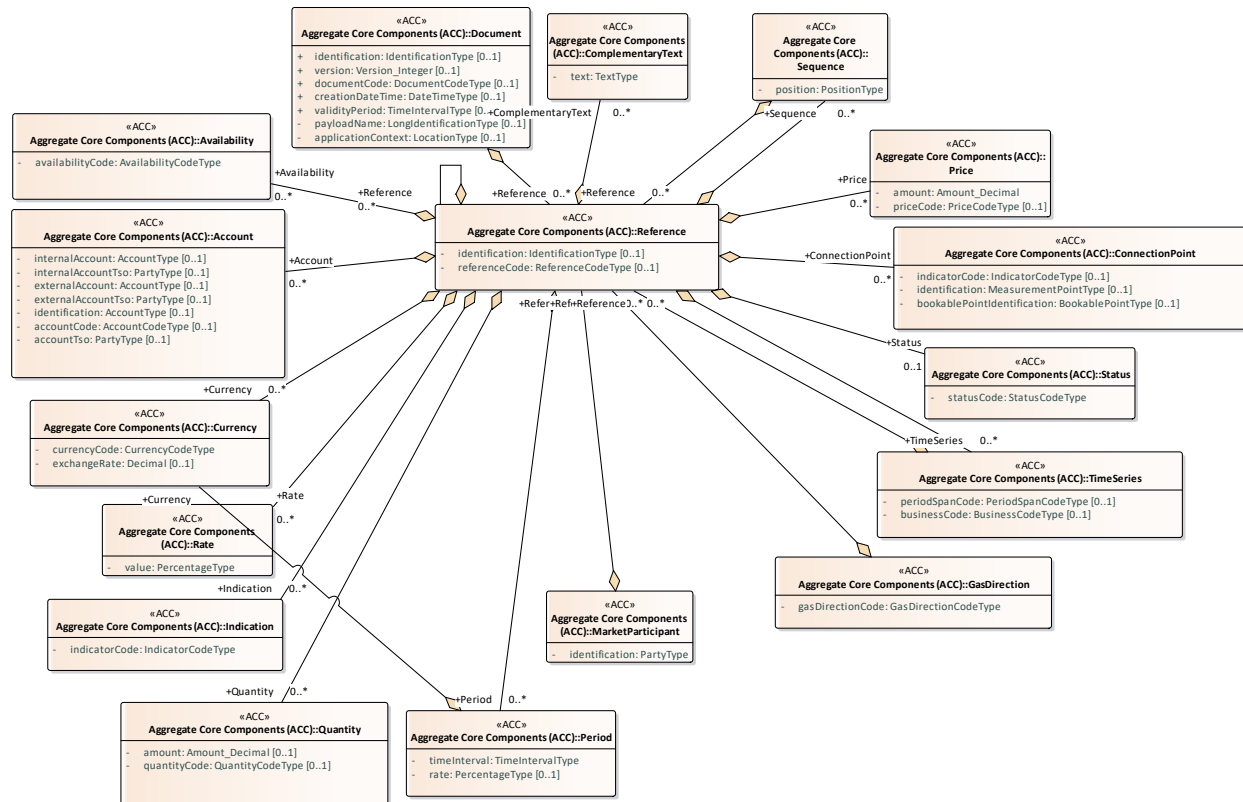 «ACC»
Aggregate Core Components (ACC)::Document
+ identification: IdentificationType [0..1]
+ version: Version_Integer [0..1]
+ documentCode: DocumentCodeType [0..1]
+ creationDateTime: DateTimeType [0..1]
+ validityPeriod: TimeIntervalType [0..
- payloadName: LongIdentificationType [0..1]
- applicationContext: LocationType [0..1]
«ACC»
Aggregate Core Components
(ACC)::ComplementaryText
- text: TextType
+ComplementaryText
0..*
«ACC»
Aggregate Core
Components (ACC)::
Sequence
- position: PositionType
+Sequence
0..*
«ACC»
Aggregate Core Components (ACC)::Availability
- availabilityCode: AvailabilityCodeType
+Availability
0..*
+Reference
0..*
«ACC»
Aggregate Core
Components (ACC)::
Price
- amount: Amount_Decimal
- priceCode: PriceCodeType [0..1]
+Price
0..*
+Reference 0..*
+Reference
0..*
«ACC»
Aggregate Core Components (ACC)::Reference
- identification: IdentificationType [0..1]
- referenceCode: ReferenceCodeType [0..1]
«ACC»
Aggregate Core Components (ACC)::Account
- internalAccount: AccountType [0..1]
- internalAccountTso: PartyType [0..1]
- externalAccount: AccountType [0..1]
- externalAccountTso: PartyType [0..1]
- identification: AccountType [0..1]
- accountCode: AccountCodeType [0..1]
- accountTso: PartyType [0..1]
+Account
0..*
+ConnectionPoint
0..*
«ACC»
Aggregate Core Components (ACC)::ConnectionPoint
- indicatorCode: IndicatorCodeType [0..1]
- identification: MeasurementPointType [0..1]
- bookablePointIdentification: BookablePointType [0..1]
+Refer+Ref+Reference)..* 0..*
+Status
0..1
«ACC»
Aggregate Core Components (ACC)::Status
- statusCode: StatusCodeType
+Currency 0..*
«ACC»
Aggregate Core Components (ACC)::Currency
- currencyCode: CurrencyCodeType
- exchangeRate: Decimal [0..1]
+Currency
+TimeSeries 0..*
«ACC»
Aggregate Core Components (ACC)::TimeSeries
- periodSpanCode: PeriodSpanCodeType [0..1]
- businessCode: BusinessCodeType [0..1]
+Rate
0..*
«ACC»
Aggregate Core Components
(ACC)::Rate
- value: PercentageType
«ACC»
Aggregate Core Components (ACC)::GasDirection
- gasDirectionCode: GasDirectionCodeType
+Indication 0..*
«ACC»
Aggregate Core Components (ACC)::Indication
- indicatorCode: IndicatorCodeType
«ACC»
Aggregate Core Components
(ACC)::MarketParticipant
- identification: PartyType
+Quantity 0..*
«ACC»
Aggregate Core Components (ACC)::Quantity
- amount: Amount_Decimal [0..1]
- quantityCode: QuantityCodeType [0..1]
+Period 0..*
«ACC»
Aggregate Core Components (ACC)::Period
- timeInterval: TimeIntervalType
- rate: PercentageType [0..1]